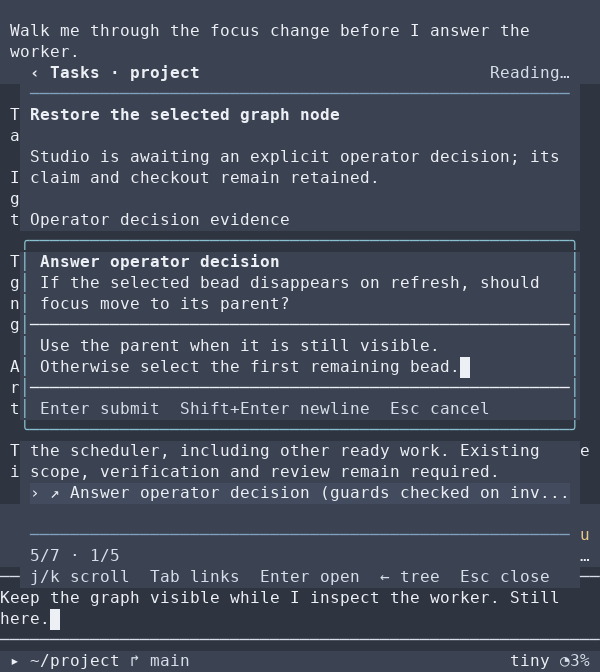 Walk me through the focus change before I answer the
worker.
‹ Tasks · project Reading…
T
Restore the selected graph node
a
Studio is awaiting an explicit operator decision; its
I claim and checkout remain retained.
g
t Operator decision evidence
T Answer operator decision
g If the selected bead disappears on refresh, should
n focus move to its parent?
g
Use the parent when it is still visible.
A Otherwise select the first remaining bead.
r
t Enter submit Shift+Enter newline Esc cancel
T the scheduler, including other ready work. Existing e
i scope, verification and review remain required.
› ↗ Answer operator decision (guards checked on inv...
u
5/7 · 1/5 …
j/k scroll Tab links Enter open ← tree Esc close
Keep the graph visible while I inspect the worker. Still
here.
▸ ~/project ↱ main tiny ◔3%